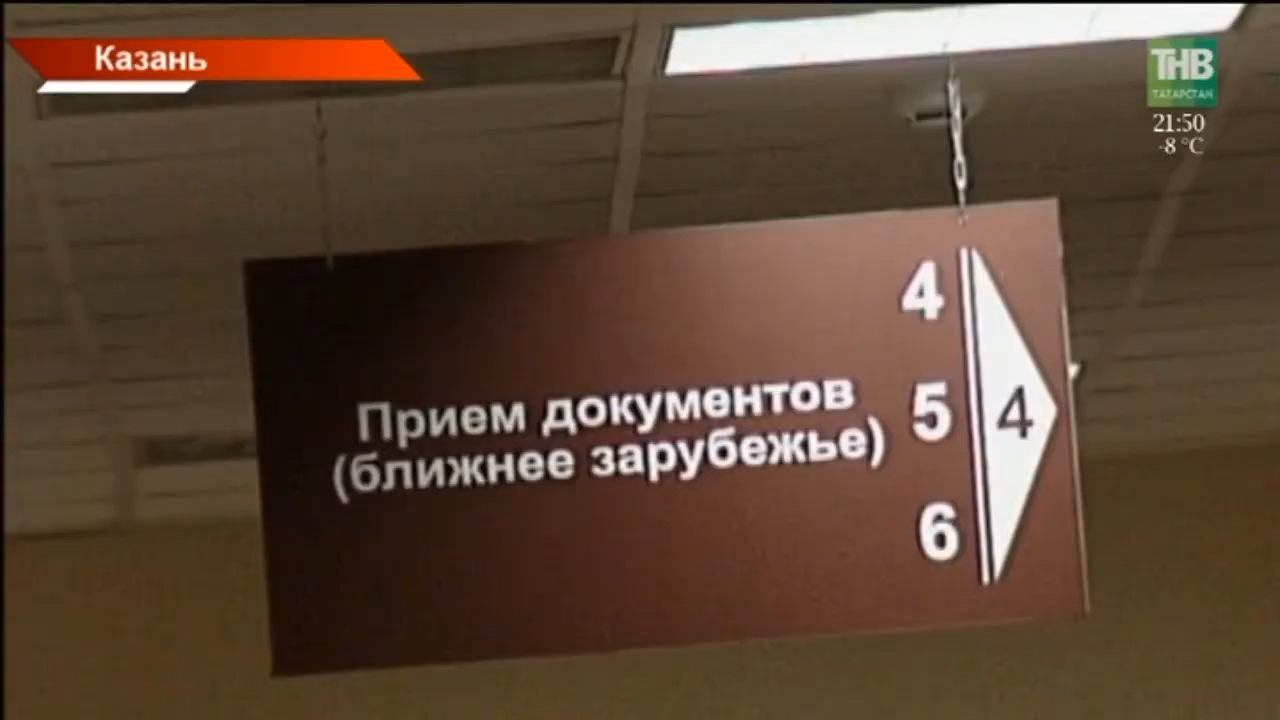 Казань
ТНВ
ТАТАРСТАН
21:50
-8 °C
4
Прием документов
(ближнее зарубежье)
5
4
6